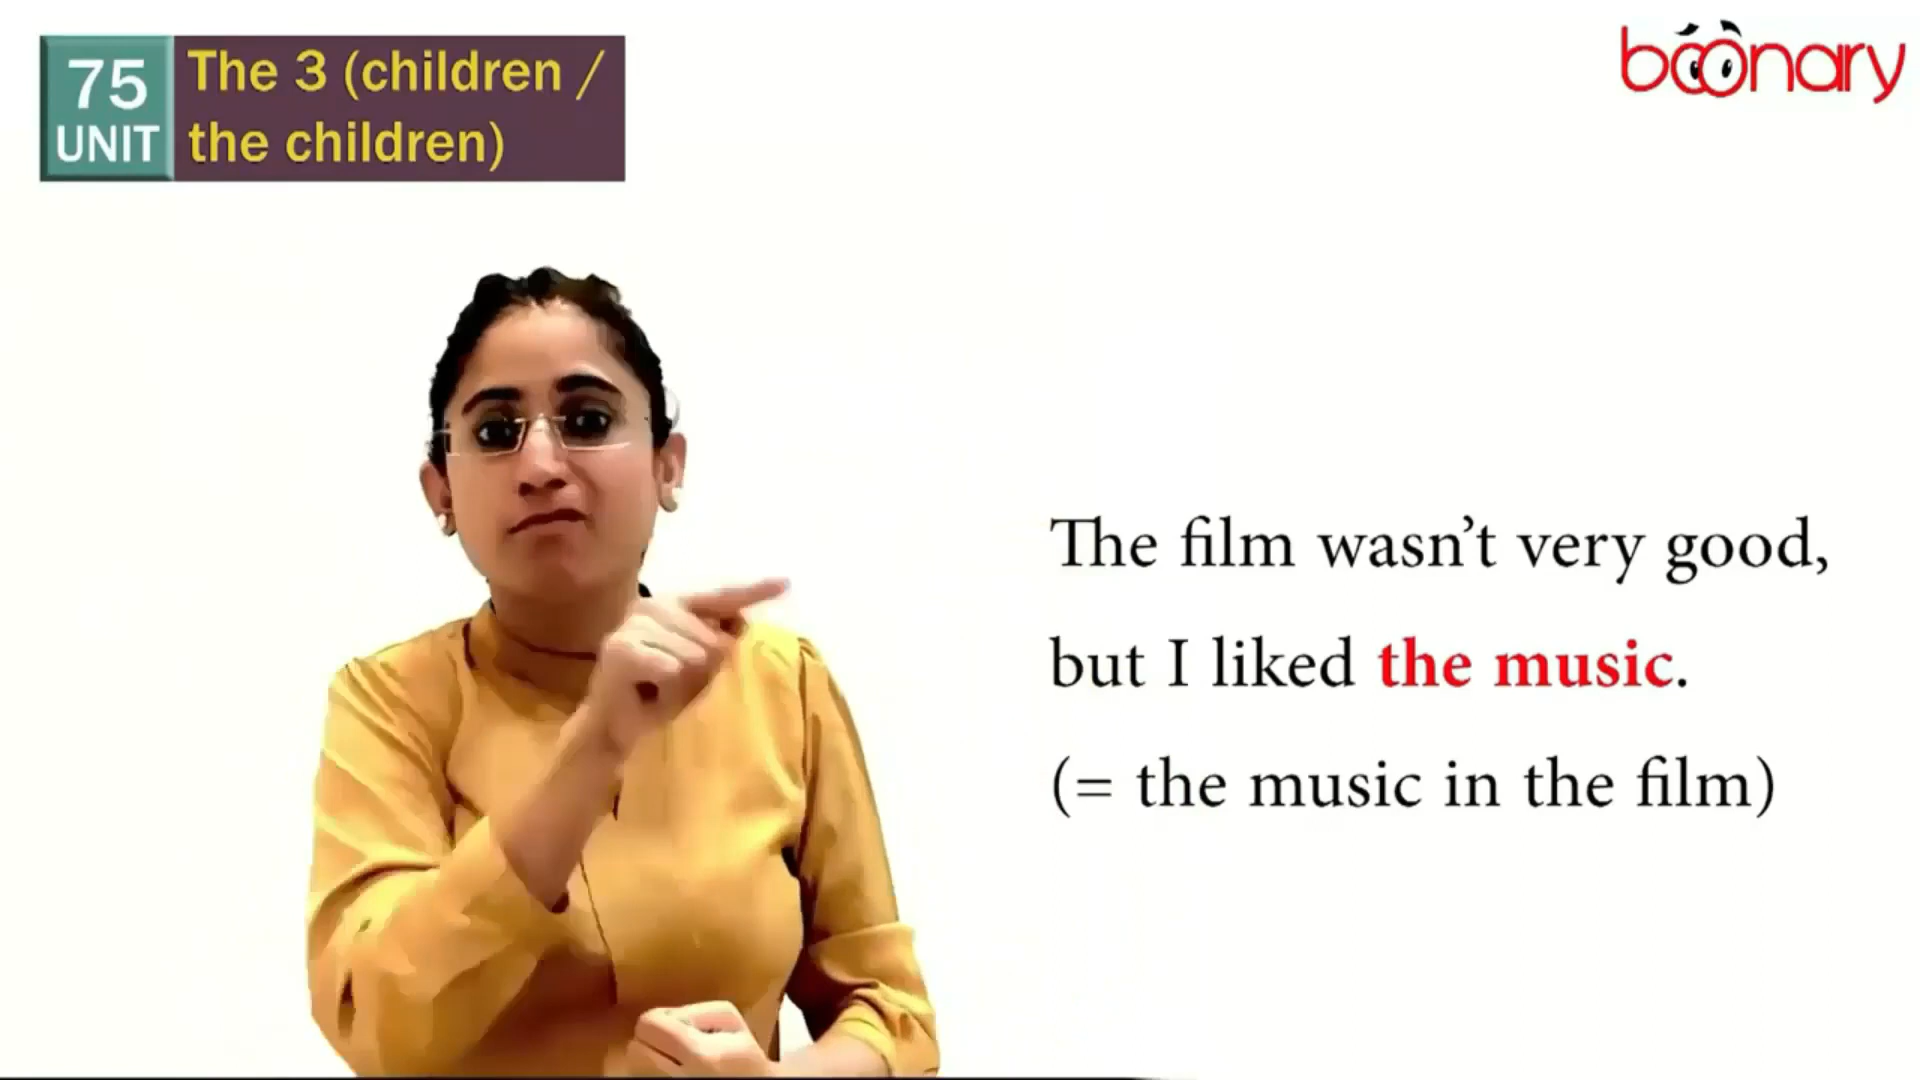 75
UNIT
The 3 (children /
the children)
boonary
The film wasn’t very good,
but I liked the music.
(= the music in the film)